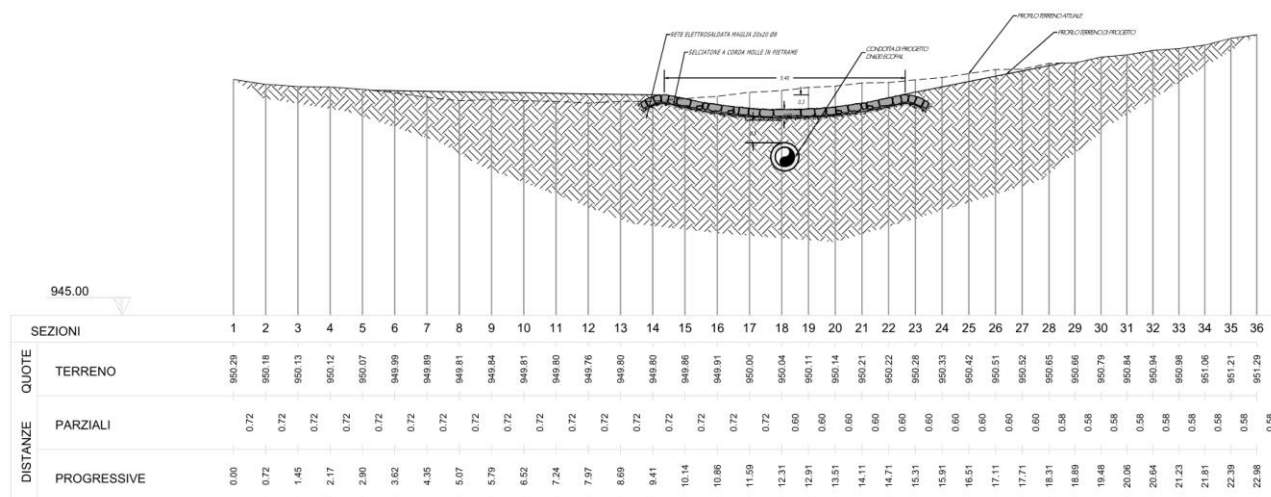 PROFILO TERRENO ATTUALE
RETE ELETTROSALDATA MAGLIA 20x20 Ø8
PROFILO TERRENO DI PROGETTO
CONDOTTA DI PROGETTO
DN630 ECOPAL
SELCIATONE A CORDA MOLLE IN PIETRAME
945.00
SEZIONI 1 2 3 4 5 6 7 8 9 10 11 12 13 14 15 16 17 18 19 20 21 22 23 24 25 26 27 28 29 30 31 32 33 34 35 36
QUOTE
TERRENO 950.29 950.18 950.13 950.12 950.07 949.99 949.89 949.81 949.84 949.81 949.80 949.76 949.80 949.80 949.86 949.91 950.00 950.04 950.11 950.14 950.21 950.22 950.28 950.33 950.42 950.51 950.52 950.65 950.66 950.79 950.84 950.94 950.98 951.06 951.21 951.29
DISTANZE
PARZIALI 0.72 0.72 0.72 0.72 0.72 0.72 0.72 0.72 0.72 0.72 0.72 0.72 0.72 0.72 0.72 0.72 0.72 0.60 0.60 0.60 0.60 0.60 0.60 0.60 0.60 0.60 0.60 0.58 0.58 0.58 0.58 0.58 0.58 0.58 0.58 0.58
PROGRESSIVE 0.00 0.72 1.45 2.17 2.90 3.62 4.35 5.07 5.79 6.52 7.24 7.97 8.69 9.41 10.14 10.86 11.59 12.31 12.91 13.51 14.11 14.71 15.31 15.91 16.51 17.11 17.71 18.31 18.89 19.48 20.06 20.64 21.23 21.81 22.39 22.98